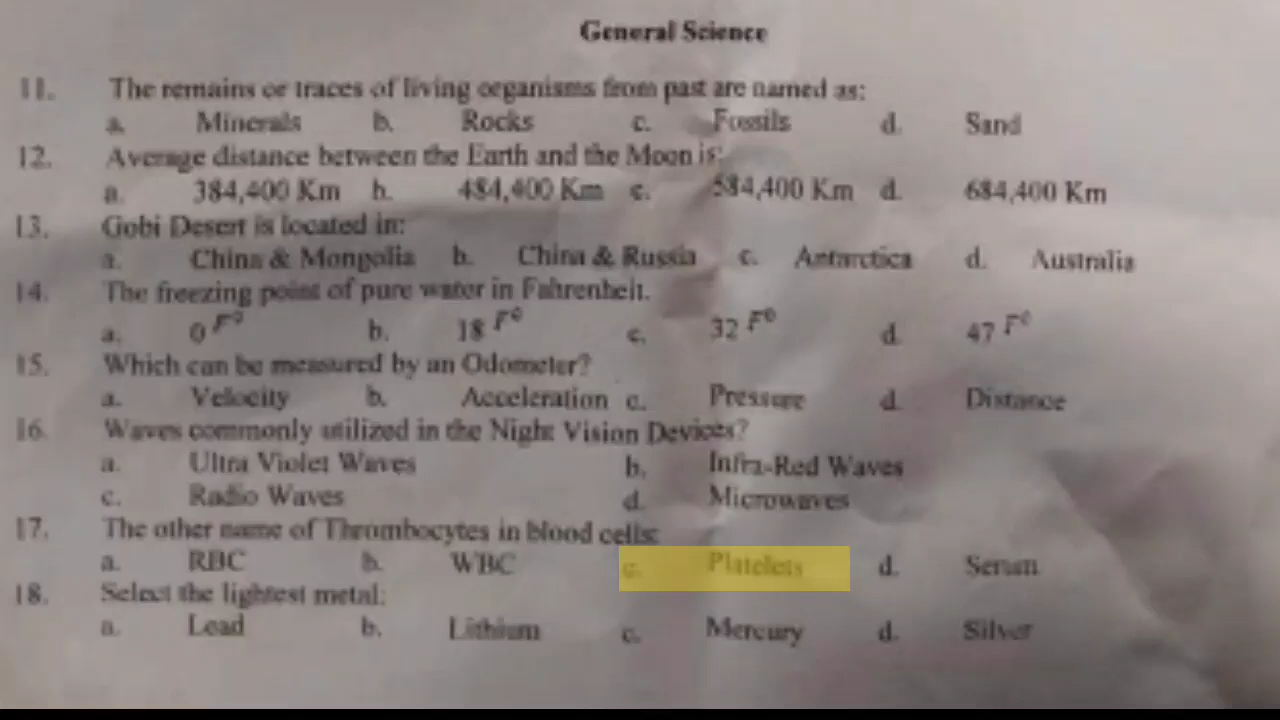 General Science
11. The remains or traces of living organisms from past are named as:
a. Minerals b. Rocks c. Fossils d. Sand
12. Average distance between the Earth and the Moon is:
a. 384,400 Km b. 484,400 Km c. 584,400 Km d. 684,400 Km
13. Gobi Desert is located in:
a. China & Mongolia b. China & Russia c. Antarctica d. Australia
14. The freezing point of pure water in Fahrenheit.
a. 0 F⁰ b. 18 F⁰ c. 32 F⁰ d. 47 F⁰
15. Which can be measured by an Odometer?
a. Velocity b. Acceleration c. Pressure d. Distance
16. Waves commonly utilized in the Night Vision Devices?
a. Ultra Violet Waves b. Infra-Red Waves
c. Radio Waves d. Microwaves
17. The other name of Thrombocytes in blood cells:
a. RBC b. WBC c. Platelets d. Serum
18. Select the lightest metal:
a. Lead b. Lithium c. Mercury d. Silver